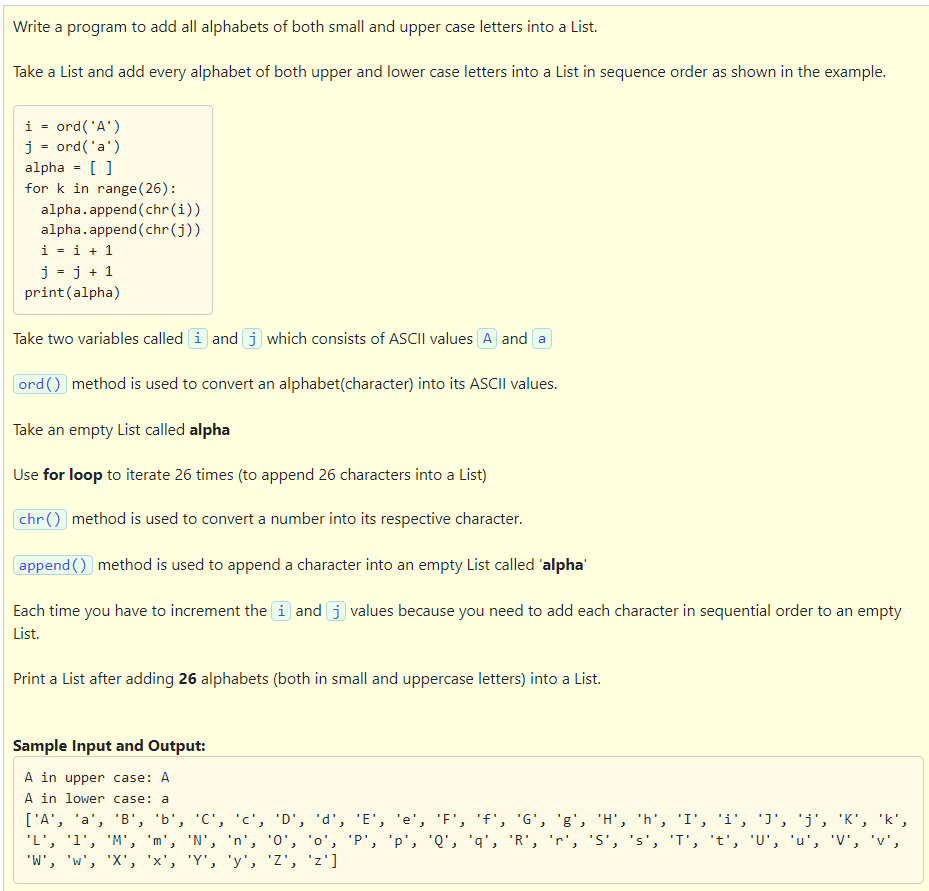 Write a program to add all alphabets of both small and upper case letters into a List.
Take a List and add every alphabet of both upper and lower case letters into a List in sequence order as shown in the example.
i = ord('A')
j = ord('a')
alpha = [ ]
for k in range(26):
  alpha.append(chr(i))
  alpha.append(chr(j))
  i = i + 1
  j = j + 1
print(alpha)
Take two variables called i and j which consists of ASCII values A and a
ord() method is used to convert an alphabet(character) into its ASCII values.
Take an empty List called alpha
Use for loop to iterate 26 times (to append 26 characters into a List)
chr() method is used to convert a number into its respective character.
append() method is used to append a character into an empty List called 'alpha'
Each time you have to increment the i and j values because you need to add each character in sequential order to an empty
List.
Print a List after adding 26 alphabets (both in small and uppercase letters) into a List.
Sample Input and Output:
A in upper case: A
A in lower case: a
['A', 'a', 'B', 'b', 'C', 'c', 'D', 'd', 'E', 'e', 'F', 'f', 'G', 'g', 'H', 'h', 'I', 'i', 'J', 'j', 'K', 'k',
'L', 'l', 'M', 'm', 'N', 'n', 'O', 'o', 'P', 'p', 'Q', 'q', 'R', 'r', 'S', 's', 'T', 't', 'U', 'u', 'V', 'v',
'W', 'w', 'X', 'x', 'Y', 'y', 'Z', 'z']